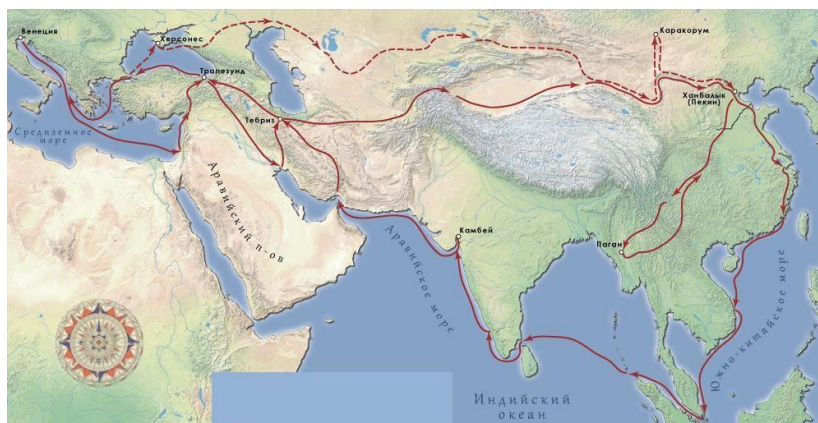 Венеция
Херсонес
Каракорум
Трапезунд
Ханбалык
(Пекин)
Тебриз
Средиземное
море
Аравийский п-ов
Камбей
Паган
Аравийское море
Южно-китайское море
Индийский
океан